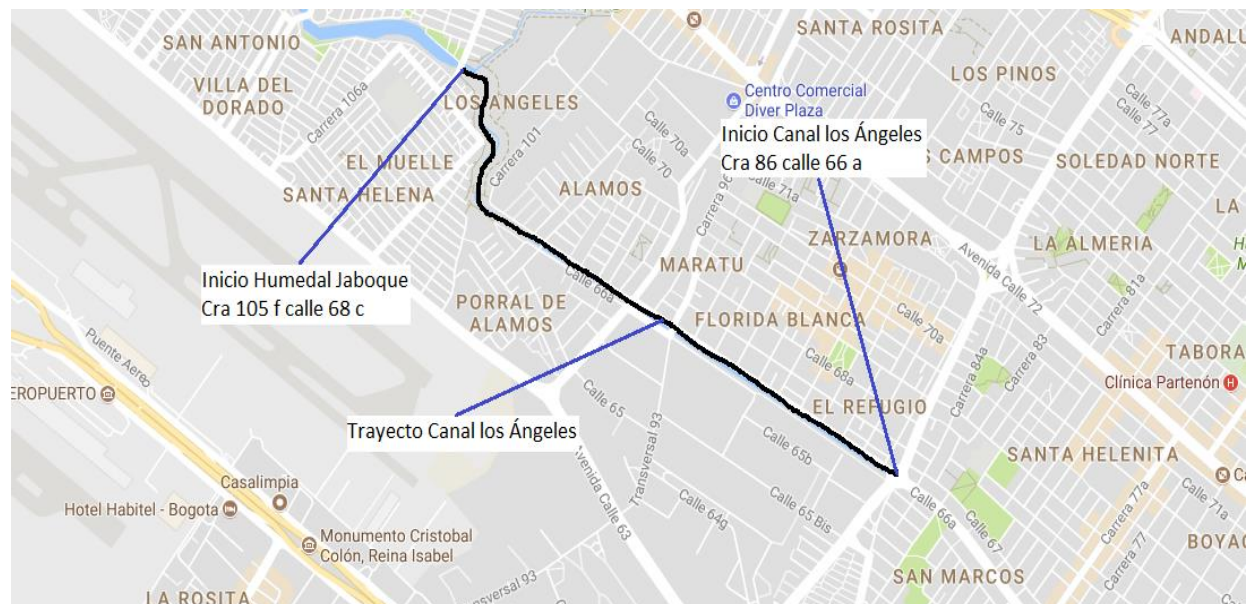 SANTA ROSITA
ANDALU
SAN ANTONIO
LOS PINOS
VILLA DEL
DORADO
Carrera 106a
LOS ANGELES
Centro Comercial
Diver Plaza
Calle 75
Calle 77a
Calle 77
Calle 70a
Calle 70
Inicio Canal los Ángeles
Cra 86 calle 66 a
S CAMPOS
SOLEDAD NORTE
EL MUELLE
Carrera 101
SANTA HELENA
ALAMOS
Carrera 96
Calle 71a
LA
ZARZAMORA
LA ALMERIA
Avenida Calle 72
MARATU
Inicio Humedal Jaboque
Cra 105 f calle 68 c
Calle 66a
Carrera 81a
PORRAL DE
ALAMOS
FLORIDA BLANCA
Calle 70a
Puente Aereo
Carrera 83
Carrera 84a
TABORA
Calle 68a
Clínica Partenón
EROPUERTO
Calle 65
EL REFUGIO
Trayecto Canal los Ángeles
Calle 65b
SANTA HELENITA
Transversal 93
Avenida Calle 63
Casalimpia
Hotel Habitel - Bogota
Calle 64g
Calle 65 Bis
Calle 66a
Calle 67
Carrera 77a
Carrera 77
Calle 71a
Monumento Cristobal
Colón, Reina Isabel
BOYAC
SAN MARCOS
Transversal 93
LA ROSITA